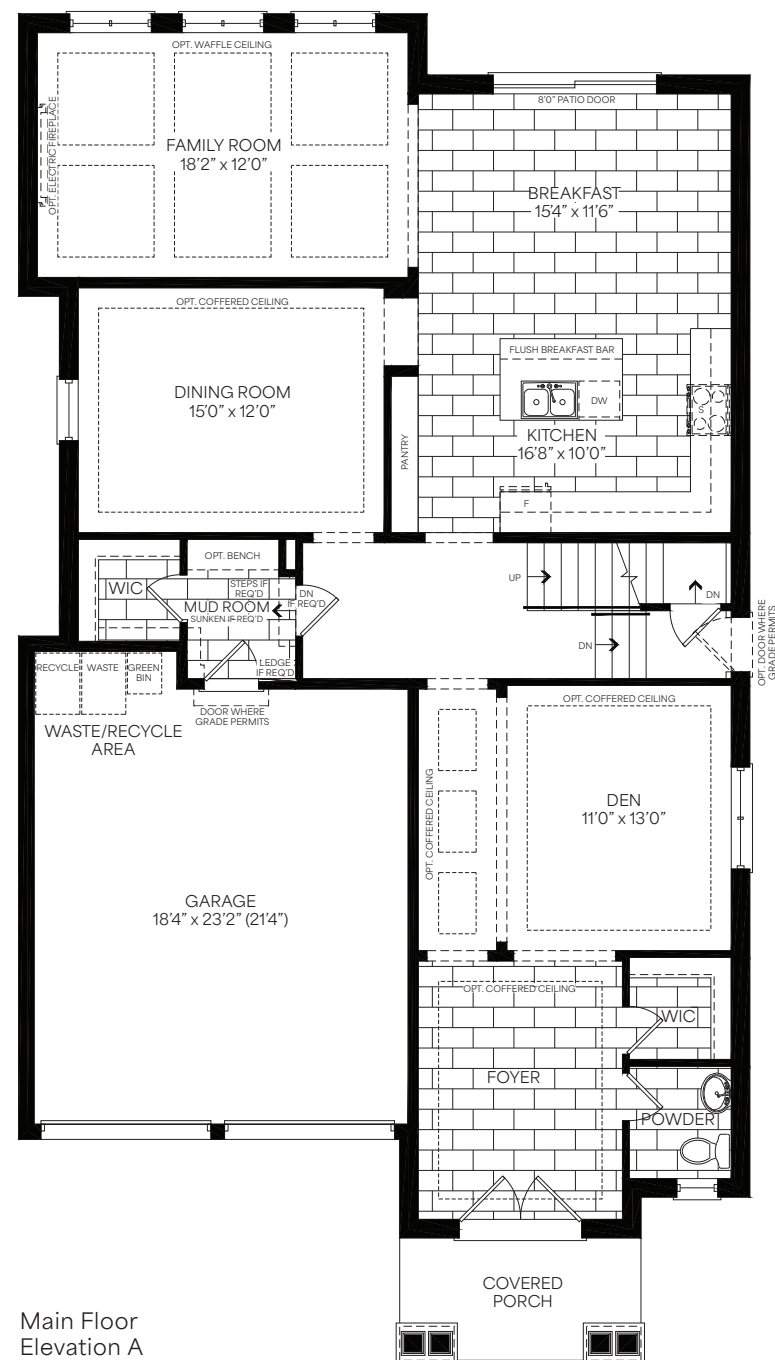 OPT. WAFFLE CEILING
OPT. ELECTRIC FIREPLACE
FAMILY ROOM
18'2" x 12'0"
8'0" PATIO DOOR
BREAKFAST
15'4" x 11'6"
OPT. COFFERED CEILING
DINING ROOM
15'0" x 12'0"
FLUSH BREAKFAST BAR
DW
S
KITCHEN
16'8" x 10'0"
PANTRY
F
OPT. BENCH
WIC
STEPS IF
REQ'D
MUD ROOM
SUNKEN IF REQ'D
DN
IF REQ'D
LEDGE
IF REQ'D
UP
DN
DN
OPT. DOOR WHERE
GRADE PERMITS
RECYCLE
WASTE
GREEN
BIN
WASTE/RECYCLE
AREA
DOOR WHERE
GRADE PERMITS
OPT. COFFERED CEILING
OPT. COFFERED CEILING
DEN
11'0" x 13'0"
GARAGE
18'4" x 23'2" (21'4")
OPT. COFFERED CEILING
WIC
FOYER
POWDER
COVERED
PORCH
Main Floor
Elevation A